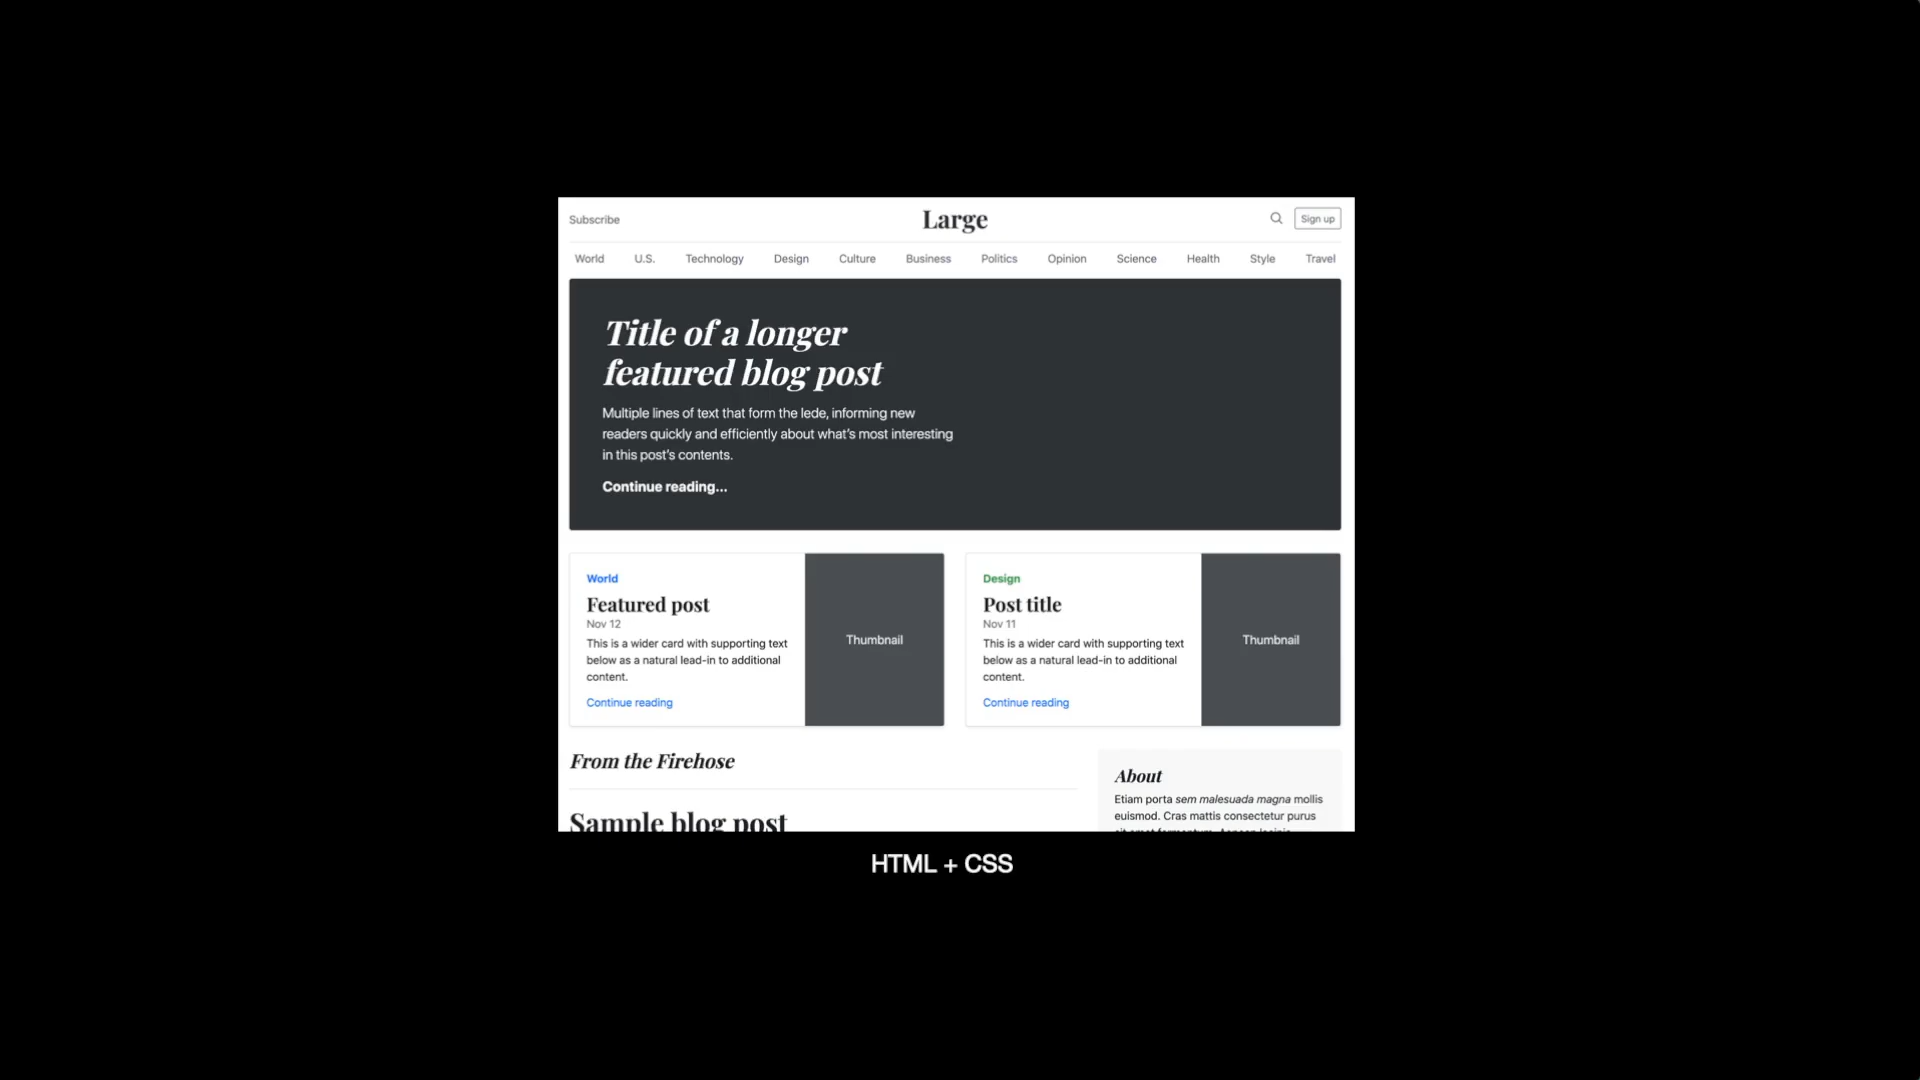 Subscribe
Large
Sign up
World U.S. Technology Design Culture Business Politics Opinion Science Health Style Travel
Title of a longer
featured blog post
Multiple lines of text that form the lede, informing new
readers quickly and efficiently about what’s most interesting
in this post’s contents.
Continue reading...
World
Featured post
Nov 12
This is a wider card with supporting text
below as a natural lead-in to additional
content.
Continue reading
Thumbnail
Design
Post title
Nov 11
This is a wider card with supporting text
below as a natural lead-in to additional
content.
Continue reading
Thumbnail
From the Firehose
Sample blog post
About
Etiam porta sem malesuada magna mollis
euismod. Cras mattis consectetur purus
HTML + CSS